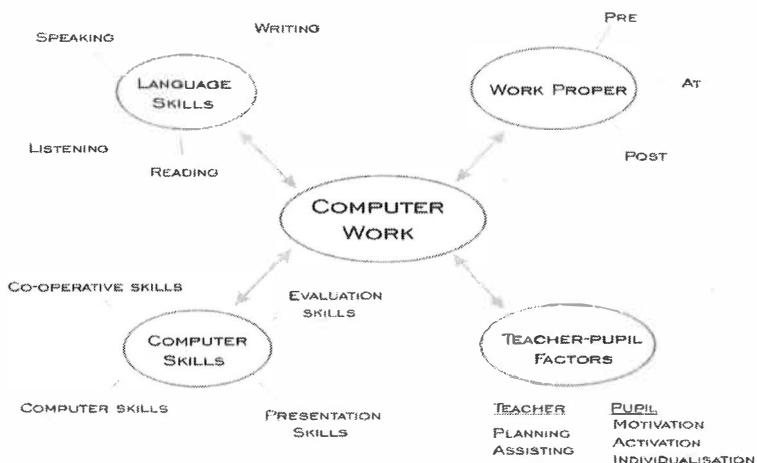 SPEAKING
WRITING
LANGUAGE
SKILLS
LISTENING
READING
PRE
WORK PROPER
AT
POST
COMPUTER
WORK
CO-OPERATIVE SKILLS
EVALUATION
SKILLS
COMPUTER
SKILLS
COMPUTER SKILLS
PRESENTATION
SKILLS
TEACHER-PUPIL
FACTORS
TEACHER
PLANNING
ASSISTING
PUPIL
MOTIVATION
ACTIVATION
INDIVIDUALISATION